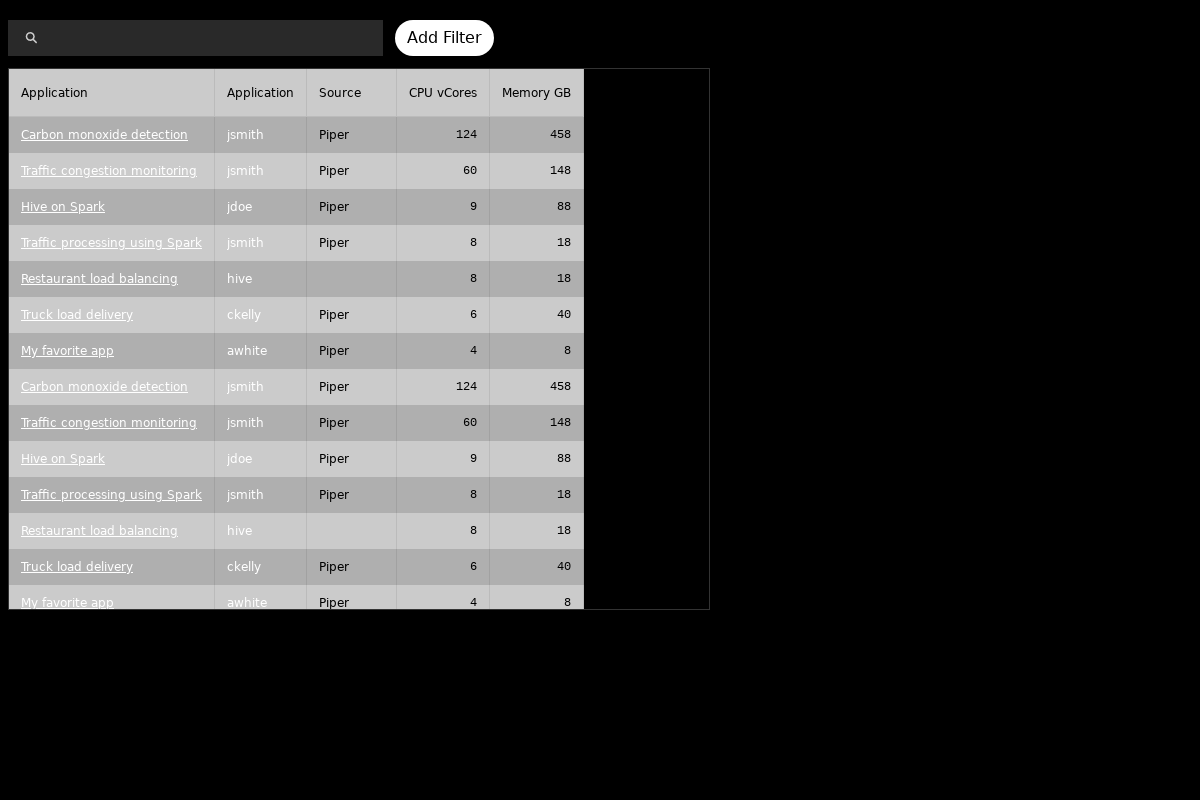 Add Filter
Application Application Source CPU vCores Memory GB
Carbon monoxide detection jsmith Piper 124 458
Traffic congestion monitoring jsmith Piper 60 148
Hive on Spark jdoe Piper 9 88
Traffic processing using Spark jsmith Piper 8 18
Restaurant load balancing hive 8 18
Truck load delivery ckelly Piper 6 40
My favorite app awhite Piper 4 8
Carbon monoxide detection jsmith Piper 124 458
Traffic congestion monitoring jsmith Piper 60 148
Hive on Spark jdoe Piper 9 88
Traffic processing using Spark jsmith Piper 8 18
Restaurant load balancing hive 8 18
Truck load delivery ckelly Piper 6 40
My favorite app awhite Piper 4 8